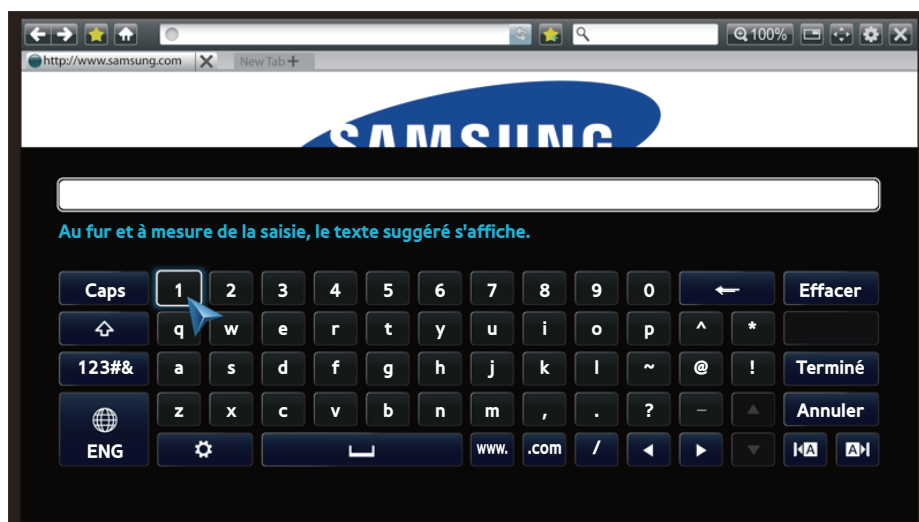 100%
http://www.samsung.com New Tab +
SAMSUNG
Au fur et à mesure de la saisie, le texte suggéré s'affiche.
Caps 1 2 3 4 5 6 7 8 9 0 Effacer
q w e r t y u i o p ^ *
123#& a s d f g h j k l ~ @ ! Terminé
z x c v b n m , . ? - Annuler
ENG www. .com / A A